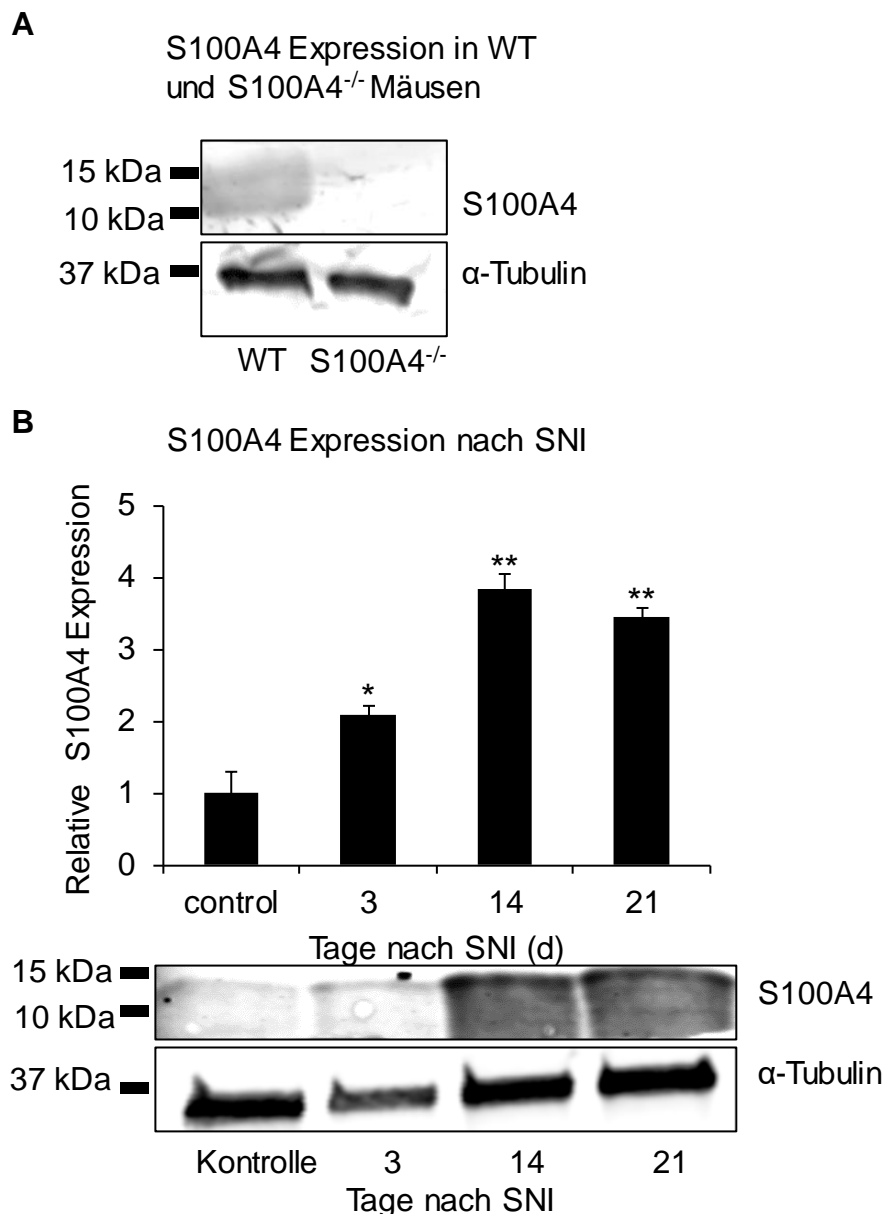 A
S100A4 Expression in WT
und S100A4-/- Mäusen
15 kDa
10 kDa
S100A4
37 kDa
α-Tubulin
WT S100A4-/-
B
S100A4 Expression nach SNI
Relative S100A4 Expression
5
4
3
2
1
0
*
**
**
control 3 14 21
Tage nach SNI (d)
15 kDa
10 kDa
S100A4
37 kDa
α-Tubulin
Kontrolle 3 14 21
Tage nach SNI